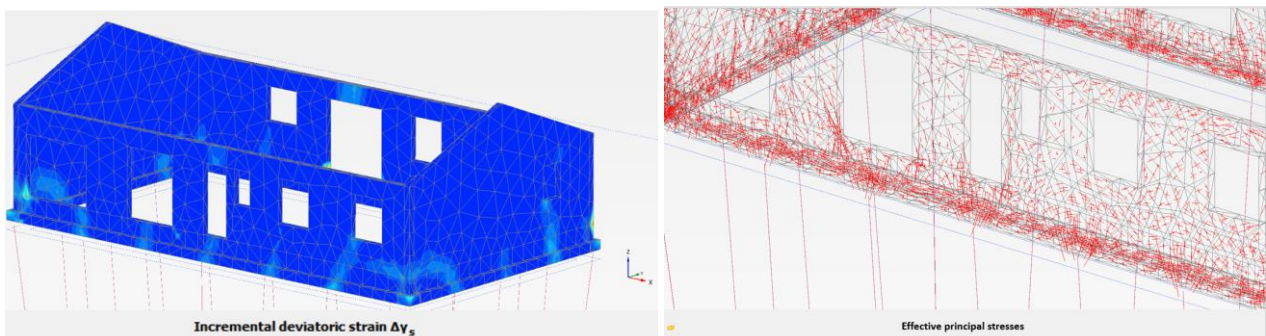 Z
Y
X
Incremental deviatoric strain Δγs
Effective principal stresses